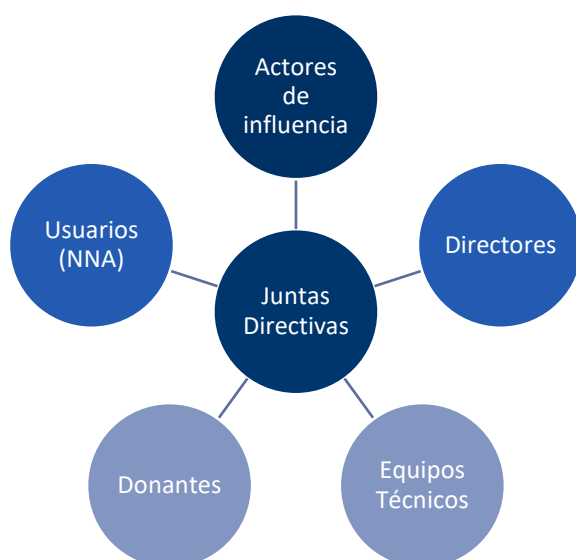 Actores
de
influencia
Usuarios
(NNA)
Directores
Juntas
Directivas
Donantes
Equipos
Técnicos